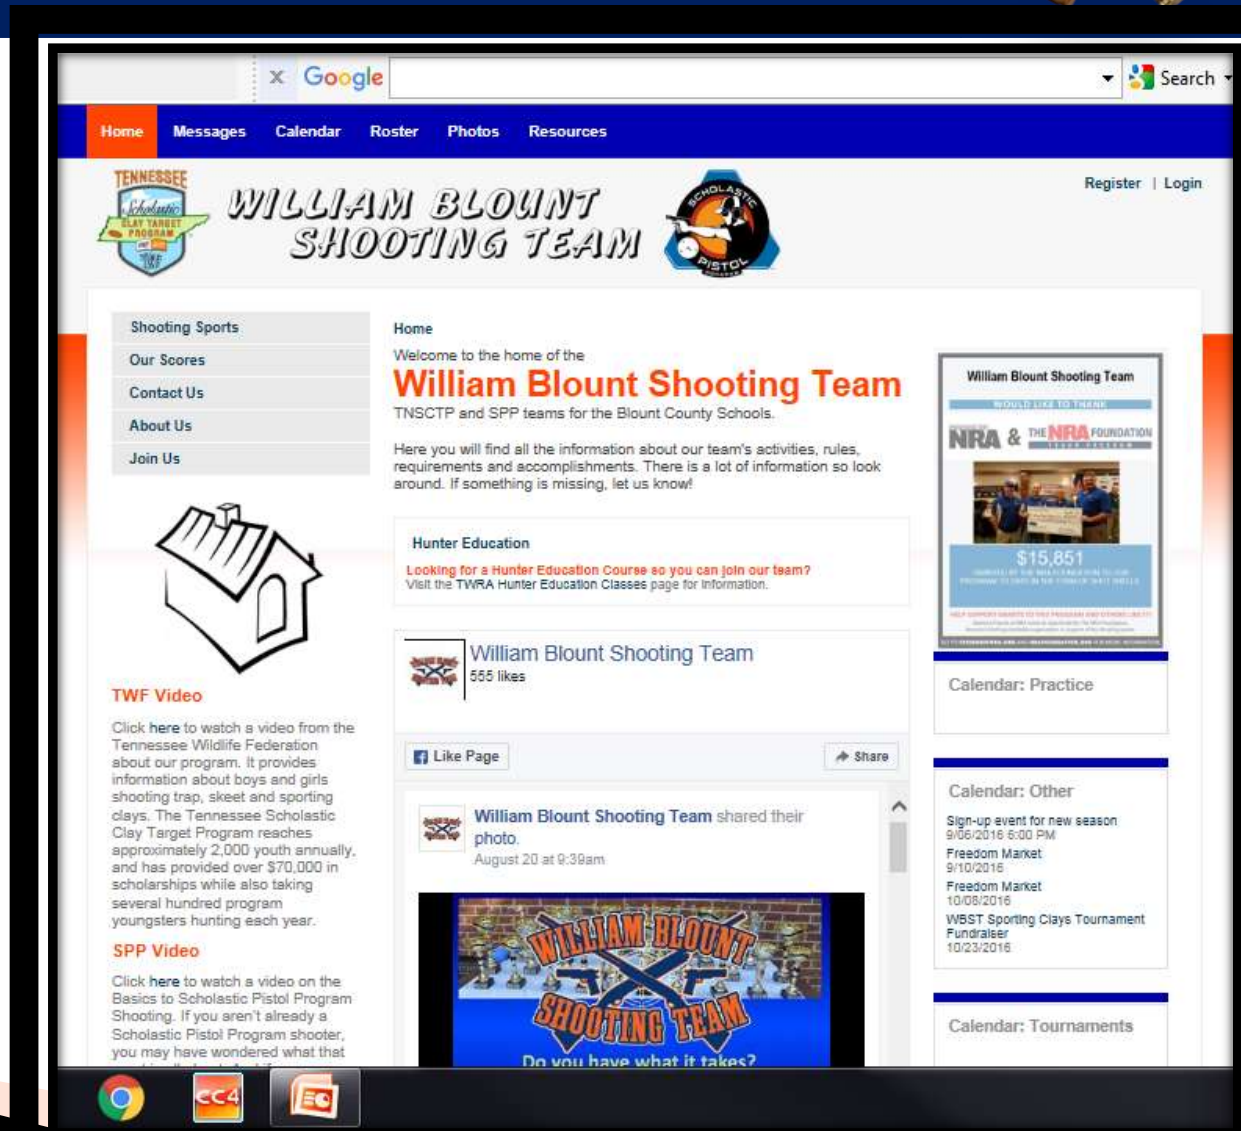 Google
Search
Home Messages Calendar Roster Photos Resources
TENNESSEE
Scholastic
CLAY TARGET
PROGRAM
WILLIAM BLOUNT
SHOOTING TEAM
SCHOLASTIC
PISTOL
Register | Login
Shooting Sports
Our Scores
Contact Us
About Us
Join Us
TWF Video
Click here to watch a video from the
Tennessee Wildlife Federation
about our program. It provides
information about boys and girls
shooting trap, skeet and sporting
clays. The Tennessee Scholastic
Clay Target Program reaches
approximately 2,000 youth annually,
and has provided over $70,000 in
scholarships while also taking
several hundred program
youngsters hunting each year.
SPP Video
Click here to watch a video on the
Basics to Scholastic Pistol Program
Shooting. If you aren't already a
Scholastic Pistol Program shooter,
you may have wondered what that
Home
Welcome to the home of the
William Blount Shooting Team
TNSCTP and SPP teams for the Blount County Schools.
Here you will find all the information about our team's activities, rules,
requirements and accomplishments. There is a lot of information so look
around. If something is missing, let us know!
Hunter Education
Looking for a Hunter Education Course so you can join our team?
Visit the TWRA Hunter Education Classes page for information.
William Blount Shooting Team
555 likes
Like Page
Share
William Blount Shooting Team shared their
photo.
August 20 at 9:39am
WILLIAM BLOUNT
SHOOTING TEAM
Do you have what it takes?
William Blount Shooting Team
WOULD LIKE TO THANK
NRA & THE NRA FOUNDATION
$15,851
Calendar: Practice
Calendar: Other
Sign-up event for new season
9/06/2016 6:00 PM
Freedom Market
9/10/2016
Freedom Market
10/08/2016
WBST Sporting Clays Tournament
Fundraiser
10/23/2016
Calendar: Tournaments
CC4